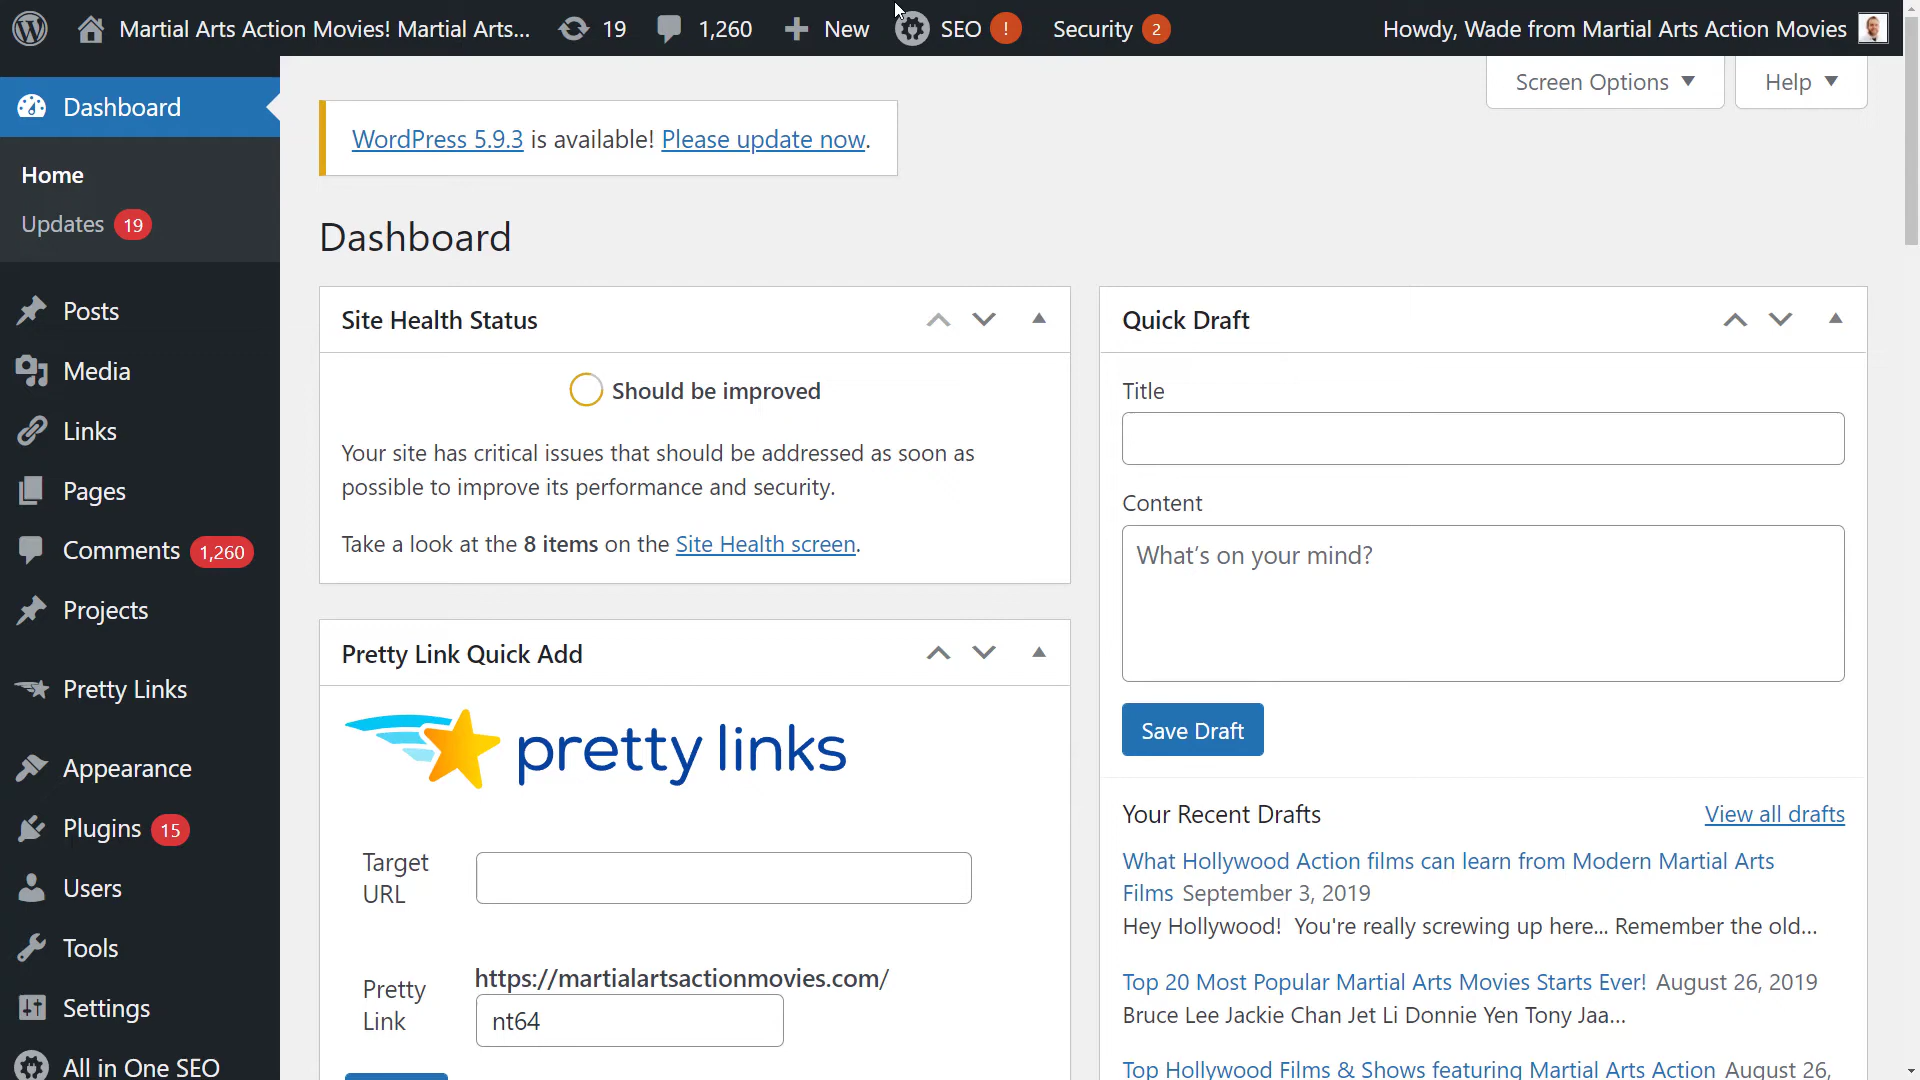 Martial Arts Action Movies! Martial Arts...
19
1,260
New
SEO !
Security 2
Howdy, Wade from Martial Arts Action Movies
Screen Options
Help
Dashboard
Home
Updates 19
Posts
Media
Links
Pages
Comments 1,260
Projects
Pretty Links
Appearance
Plugins 15
Users
Tools
Settings
All in One SEO
WordPress 5.9.3 is available! Please update now.
Dashboard
Site Health Status
Should be improved
Your site has critical issues that should be addressed as soon as
possible to improve its performance and security.
Take a look at the 8 items on the Site Health screen.
Pretty Link Quick Add
pretty links
Target
URL
Pretty
Link
https://martialartsactionmovies.com/
nt64
Quick Draft
Title
Content
What's on your mind?
Save Draft
Your Recent Drafts
View all drafts
What Hollywood Action films can learn from Modern Martial Arts
Films September 3, 2019
Hey Hollywood! You're really screwing up here... Remember the old...
Top 20 Most Popular Martial Arts Movies Starts Ever! August 26, 2019
Bruce Lee Jackie Chan Jet Li Donnie Yen Tony Jaa...
Top Hollywood Films & Shows featuring Martial Arts Action August 26,